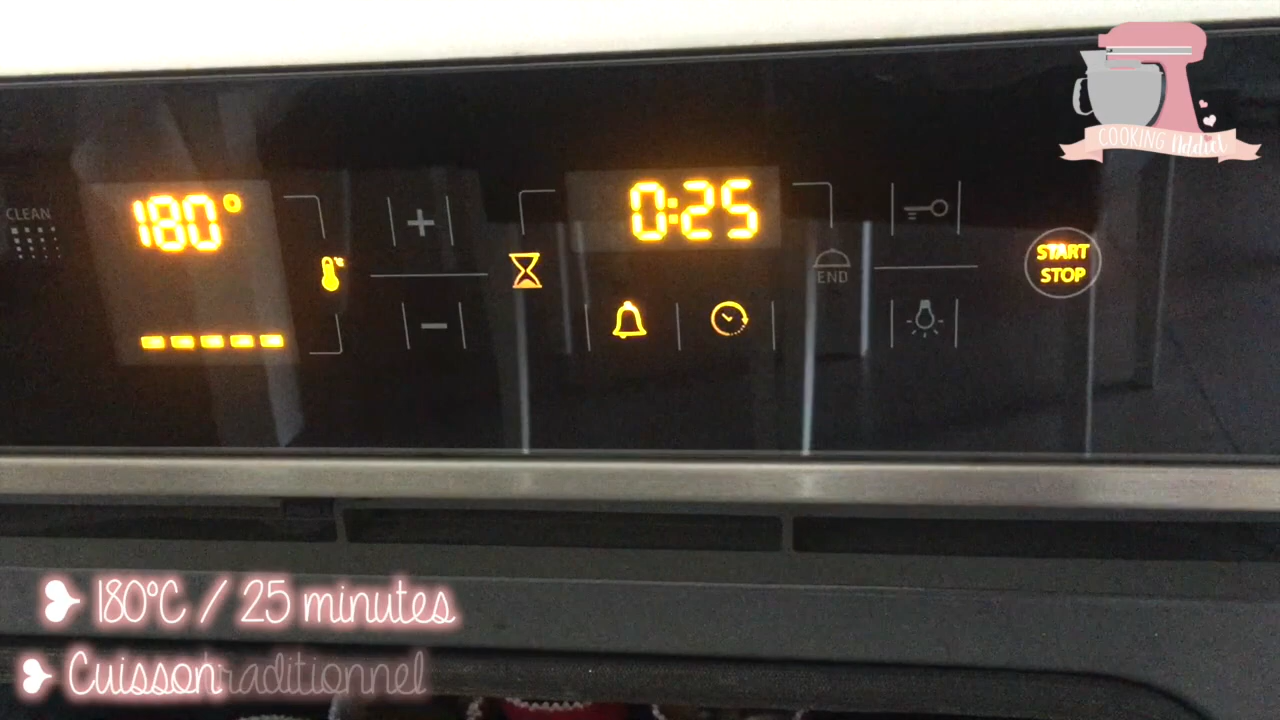 COOKING Addict
CLEAN
180°
0:25
END
START
STOP
180°C / 25 minutes
Cuisson traditionnel